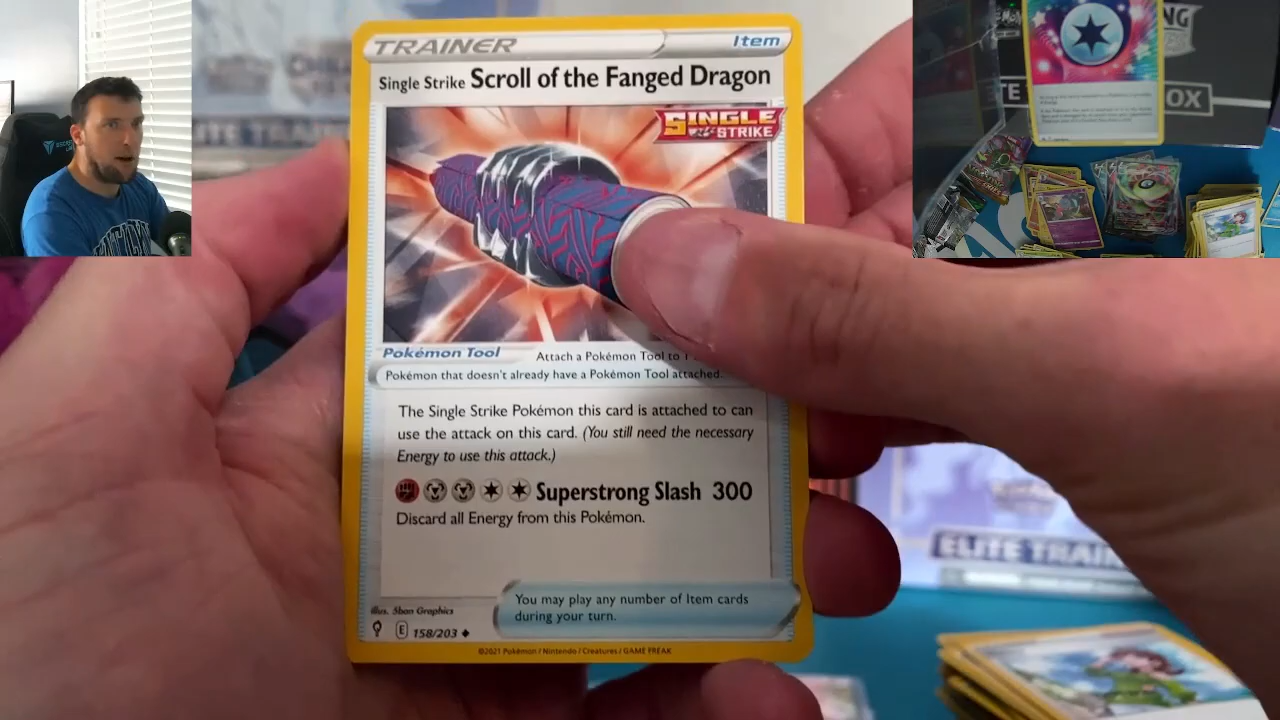 TRAINER
Item
Single Strike Scroll of the Fanged Dragon
SINGLE
STRIKE
Pokémon Tool
Attach a Pokémon Tool to 1
Pokémon that doesn't already have a Pokémon Tool attached.
The Single Strike Pokémon this card is attached to can
use the attack on this card. (You still need the necessary
Energy to use this attack.)
Superstrong Slash 300
Discard all Energy from this Pokémon.
You may play any number of Item cards
during your turn.
illus. 5ban Graphics
E 158/203
©2021 Pokémon / Nintendo / Creatures / GAME FREAK
ELITE TRAIN
OX